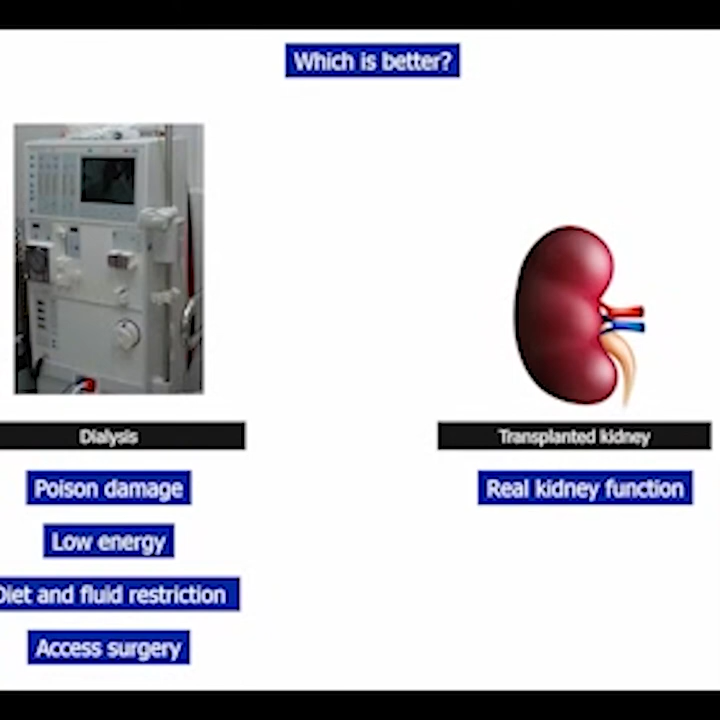 Which is better?
Dialysis
Poison damage
Low energy
Diet and fluid restriction
Access surgery
Transplanted kidney
Real kidney function